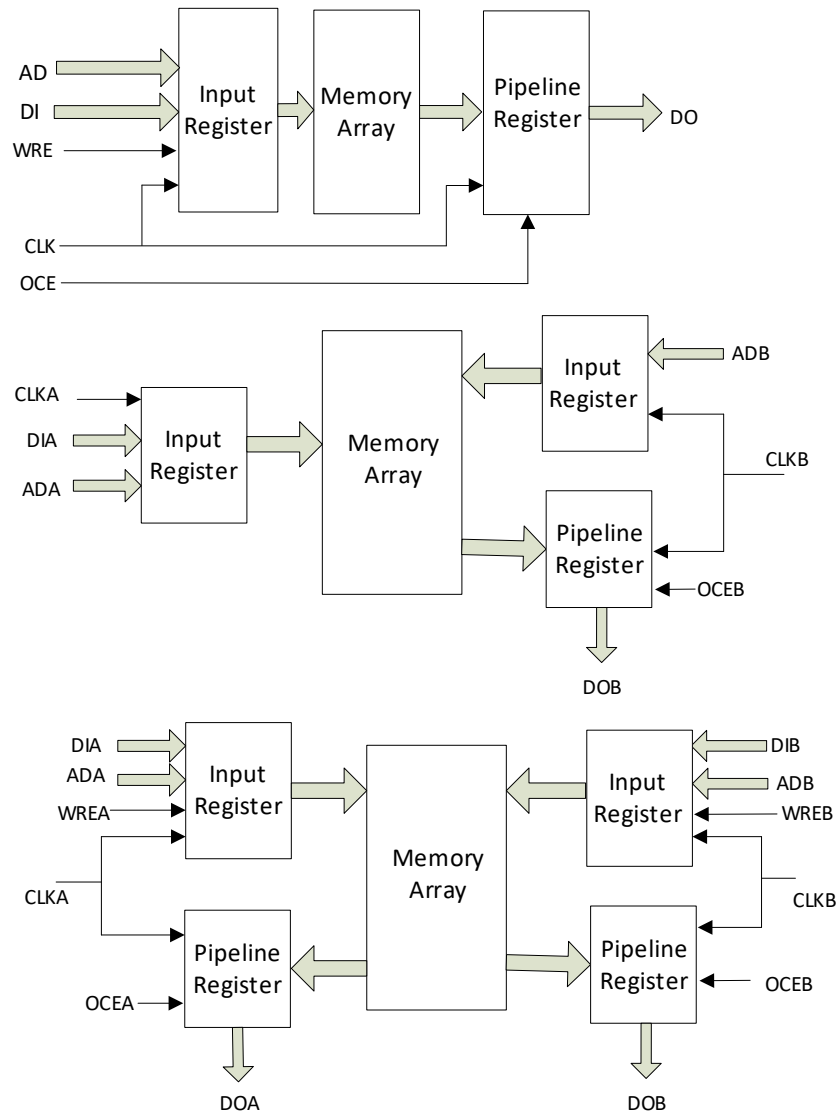 AD
DI
WRE
CLK
OCE
Input
Register
Memory
Array
Pipeline
Register
DO
CLKA
DIA
ADA
Input
Register
Memory
Array
Input
Register
ADB
CLKB
Pipeline
Register
OCEB
DOB
DIA
ADA
WREA
CLKA
OCEA
Input
Register
Pipeline
Register
DOA
Memory
Array
Input
Register
DIB
ADB
WREB
CLKB
Pipeline
Register
OCEB
DOB